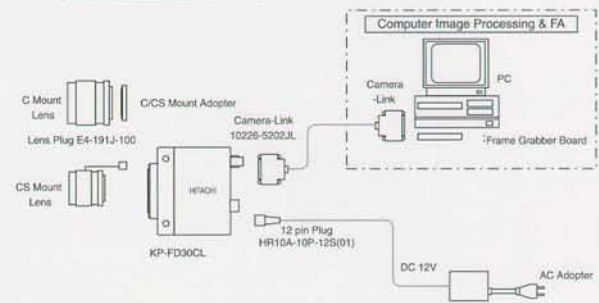 Computer Image Processing & FA
PC
Camera
-Link
Frame Grabber Board
C Mount
Lens
C/CS Mount Adopter
Lens Plug E4-191J-100
Camera-Link
10226-5202JL
CS Mount
Lens
HITACHI
KP-FD30CL
12 pin Plug
HR10A-10P-12S(01)
DC 12V
AC Adopter